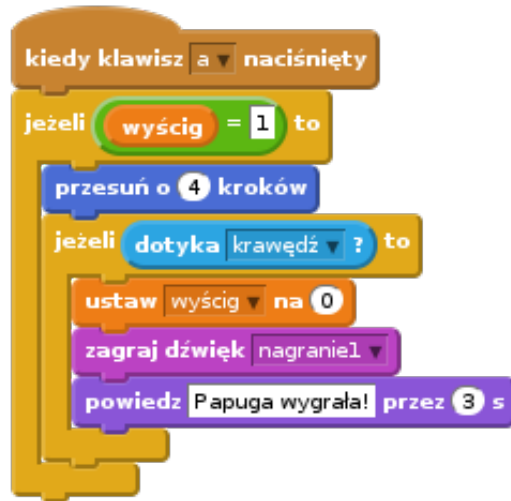 kiedy klawisz a naciśnięty
jeżeli wyścig = 1 to
przesuń o 4 kroków
jeżeli dotyka krawędź ? to
ustaw wyścig na 0
zagraj dźwięk nagranie1
powiedz Papuga wygrała! przez 3 s